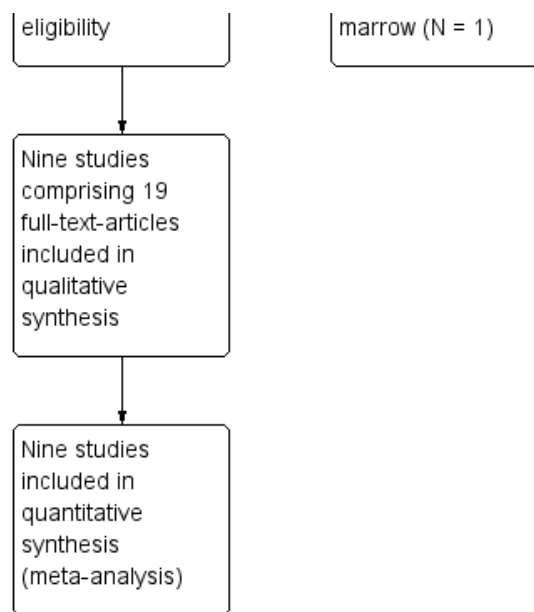 eligibility
marrow (N = 1)
Nine studies
comprising 19
full-text-articles
included in
qualitative
synthesis
Nine studies
included in
quantitative
synthesis
(meta-analysis)